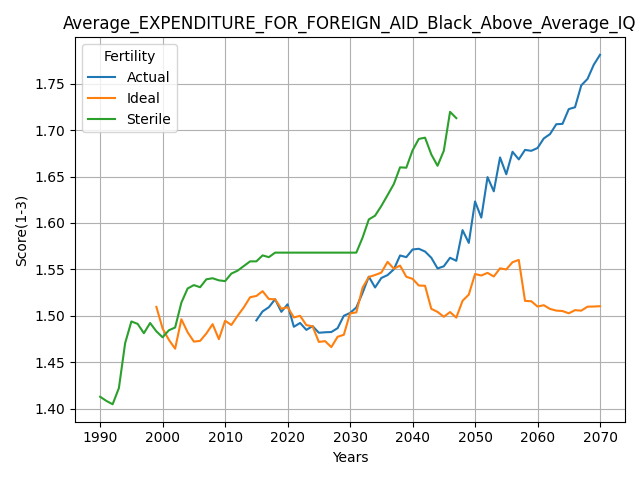 Average_EXPENDITURE_FOR_FOREIGN_AID_Black_Above_Average_IQ
Fertility
Actual
Ideal
Sterile
Score(1-3)
1.75
1.70
1.65
1.60
1.55
1.50
1.45
1.40
1990 2000 2010 2020 2030 2040 2050 2060 2070
Years